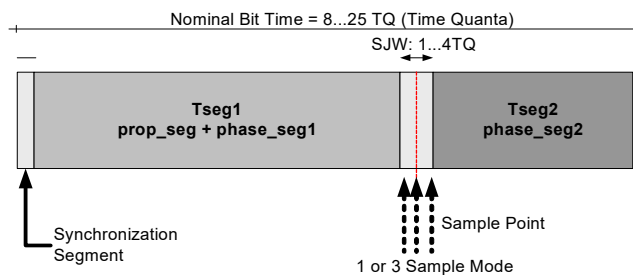 Nominal Bit Time = 8...25 TQ (Time Quanta)
SJW: 1...4TQ
Tseg1
prop_seg + phase_seg1
Tseg2
phase_seg2
Sample Point
Synchronization
Segment
1 or 3 Sample Mode